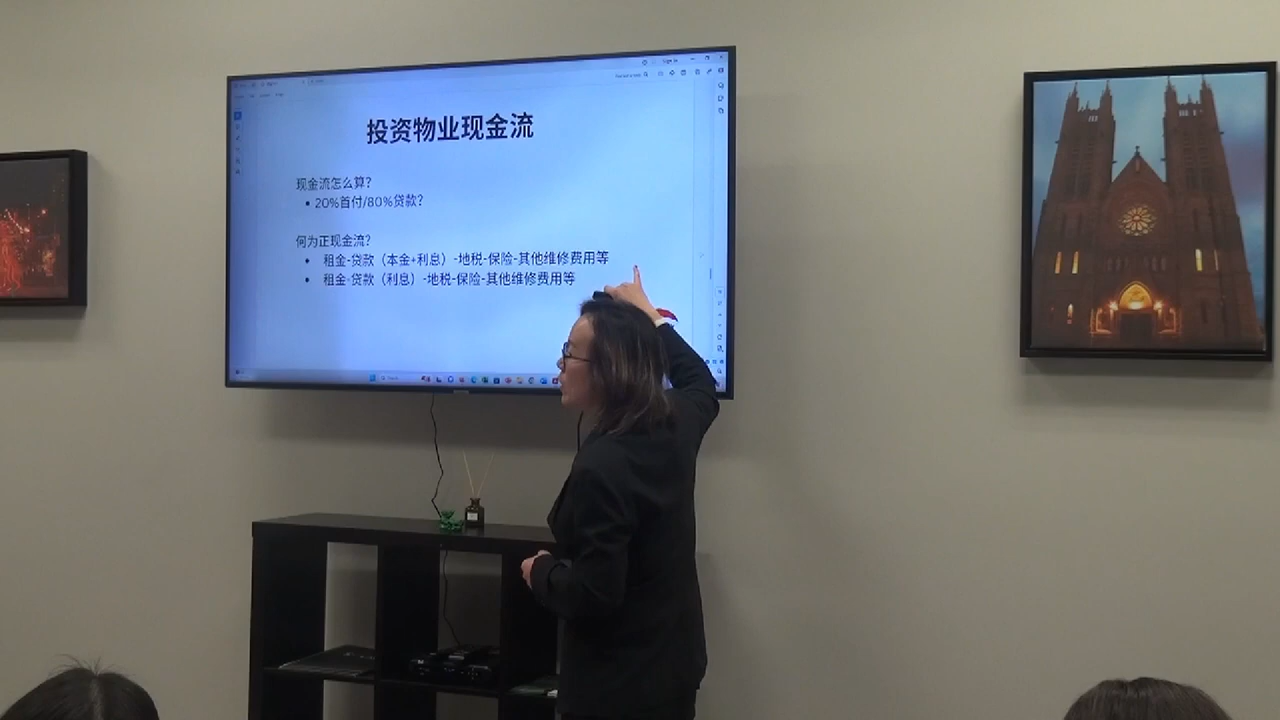 投资物业现金流
现金流怎么算?
• 20%首付/80%贷款?
何为正现金流?
• 租金-贷款（本金+利息）-地税-保险-其他维修费用等
• 租金-贷款（利息）-地税-保险-其他维修费用等
Sign in